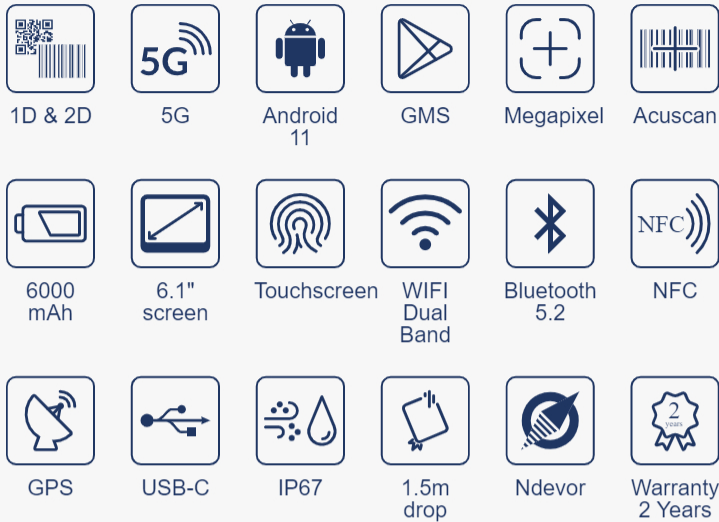 5G
1D & 2D
5G
Android
11
GMS
Megapixel
Acuscan
NFC
6000
mAh
6.1"
screen
Touchscreen
WIFI
Dual
Band
Bluetooth
5.2
NFC
2
years
GPS
USB-C
IP67
1.5m
drop
Ndevor
Warranty
2 Years